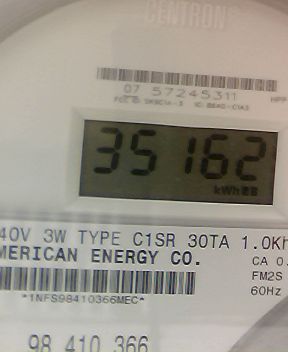 CENTRON
07 57245311
35162
kWh
40V 3W TYPE C1SR 30TA 1.0Kh
MERICAN ENERGY CO.
CA 0.
FM2S
*1NFS98410366MEC*
60Hz
98 410 366